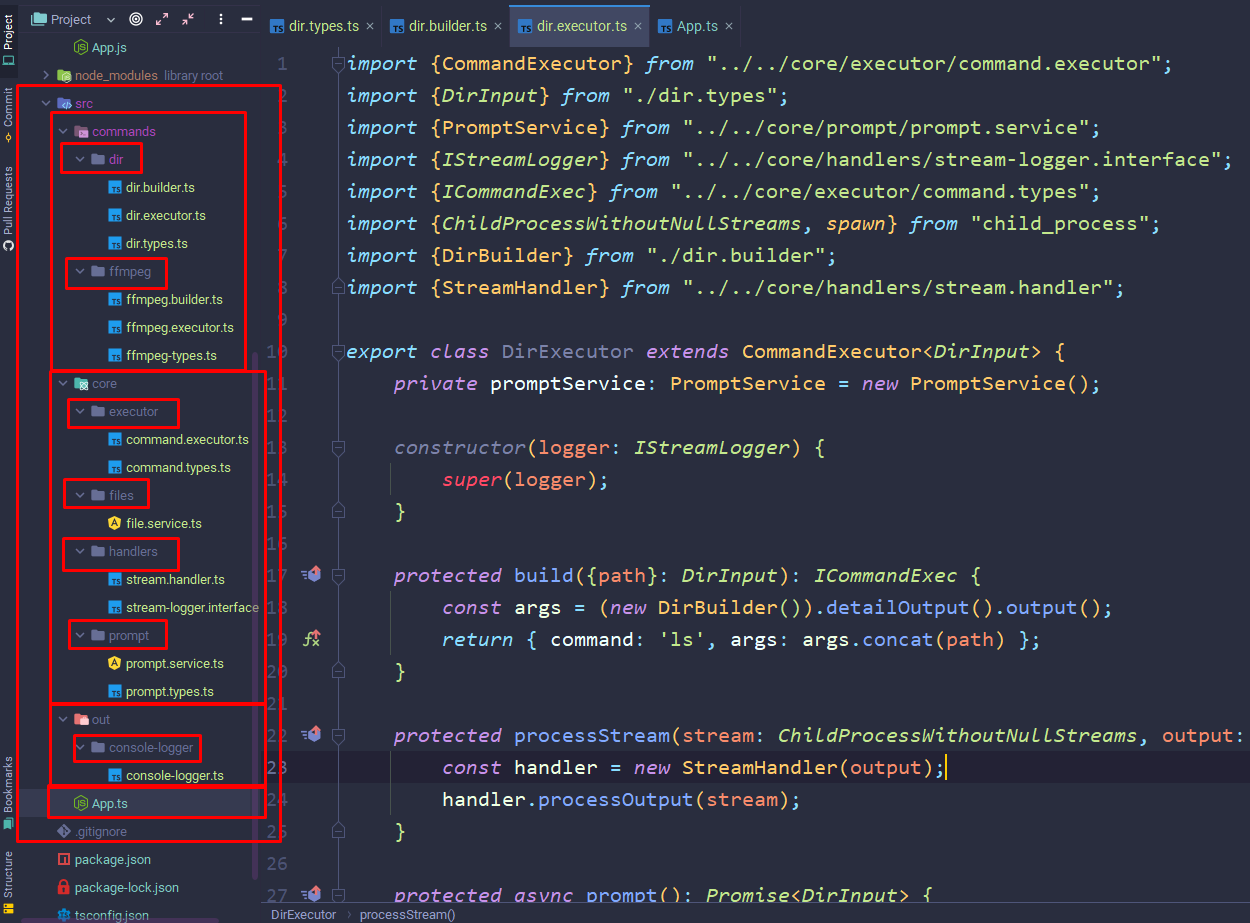 Project
dir.types.ts
dir.builder.ts
dir.executor.ts
App.ts
Project
Commit
Pull Requests
Bookmarks
Structure
App.js
node_modules library root
src
commands
dir
dir.builder.ts
dir.executor.ts
dir.types.ts
ffmpeg
ffmpeg.builder.ts
ffmpeg.executor.ts
ffmpeg-types.ts
core
executor
command.executor.ts
command.types.ts
files
file.service.ts
handlers
stream.handler.ts
stream-logger.interface
prompt
prompt.service.ts
prompt.types.ts
out
console-logger
console-logger.ts
App.ts
.gitignore
package.json
package-lock.json
tsconfig.json
1 import {CommandExecutor} from "../../core/executor/command.executor";
2 import {DirInput} from "./dir.types";
3 import {PromptService} from "../../core/prompt/prompt.service";
4 import {IStreamLogger} from "../../core/handlers/stream-logger.interface";
5 import {ICommandExec} from "../../core/executor/command.types";
6 import {ChildProcessWithoutNullStreams, spawn} from "child_process";
7 import {DirBuilder} from "./dir.builder";
8 import {StreamHandler} from "../../core/handlers/stream.handler";
9
10 export class DirExecutor extends CommandExecutor<DirInput> {
11 private promptService: PromptService = new PromptService();
12
13 constructor(logger: IStreamLogger) {
14 super(logger);
15 }
16
17 protected build({path}: DirInput): ICommandExec {
18 const args = (new DirBuilder()).detailOutput().output();
19 return { command: 'ls', args: args.concat(path) };
20 }
21
22 protected processStream(stream: ChildProcessWithoutNullStreams, output:
23 const handler = new StreamHandler(output);
24 handler.processOutput(stream);
25 }
26
27 protected async prompt(): Promise<DirInput> {
DirExecutor > processStream()